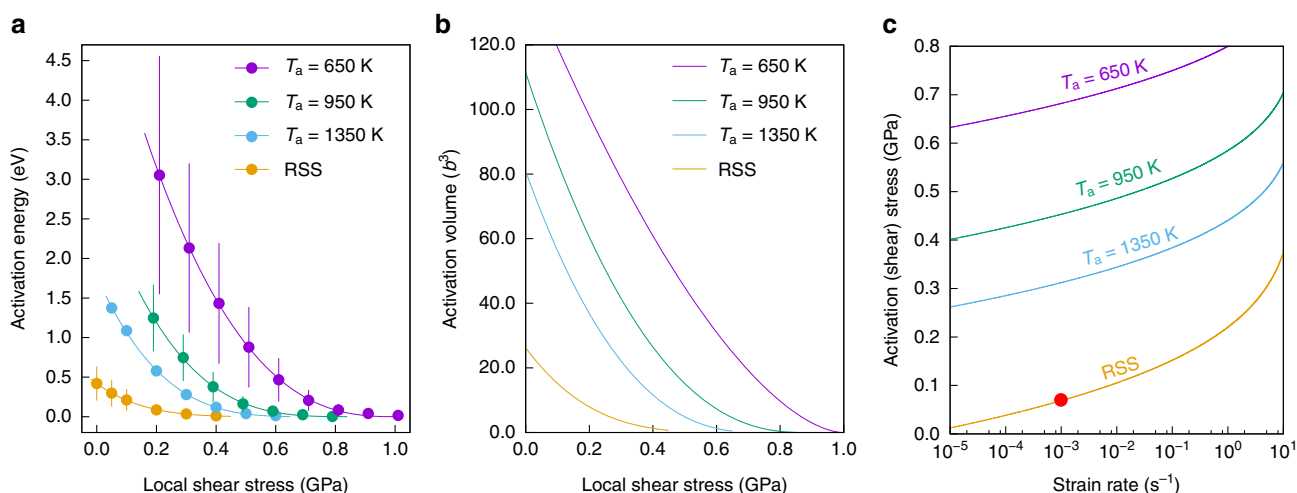 a
4.5
4.0
3.5
3.0
2.5
2.0
1.5
1.0
0.5
0.0
Activation energy (eV)
0.0 0.2 0.4 0.6 0.8 1.0
Local shear stress (GPa)
Tₐ = 650 K
Tₐ = 950 K
Tₐ = 1350 K
RSS
b
120.0
100.0
80.0
60.0
40.0
20.0
0.0
Activation volume (b³)
0.0 0.2 0.4 0.6 0.8 1.0
Local shear stress (GPa)
Tₐ = 650 K
Tₐ = 950 K
Tₐ = 1350 K
RSS
c
0.8
0.7
0.6
0.5
0.4
0.3
0.2
0.1
0.0
Activation (shear) stress (GPa)
10⁻⁵ 10⁻⁴ 10⁻³ 10⁻² 10⁻¹ 10⁰ 10¹
Strain rate (s⁻¹)
Tₐ = 650 K
Tₐ = 950 K
Tₐ = 1350 K
RSS